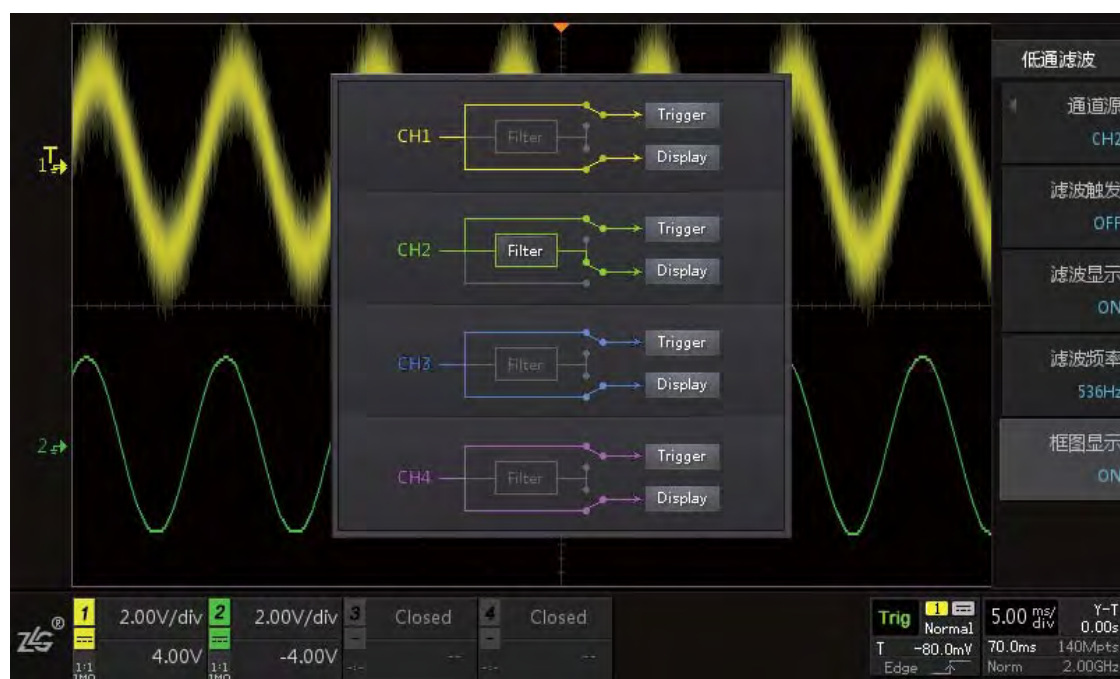 低通滤波
通道源
CH2
滤波触发
OFF
滤波显示
ON
滤波频率
536Hz
框图显示
ON
CH1
Filter
Trigger
Display
CH2
Filter
Trigger
Display
CH3
Filter
Trigger
Display
CH4
Filter
Trigger
Display
1
T
2
ZLG®
1 2.00V/div
4.00V
1:1
1MΩ
2 2.00V/div
-4.00V
1:1
1MΩ
3 Closed
--
-:-
4 Closed
--
-:-
Trig 1 Normal
T -80.0mV
Edge
5.00 ms/div Y-T
0.00s
70.0ms 140Mpts
Norm 2.00GHz